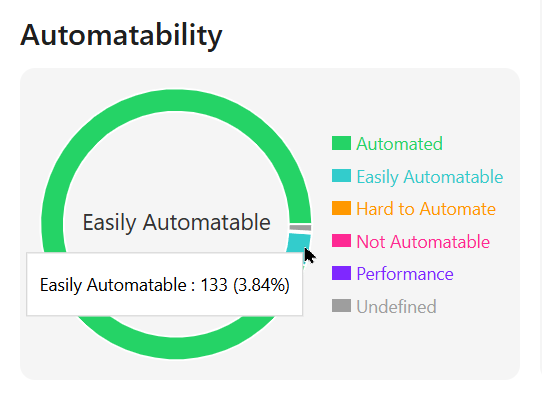 Automatability
Easily Automatable
Easily Automatable : 133 (3.84%)
Automated
Easily Automatable
Hard to Automate
Not Automatable
Performance
Undefined